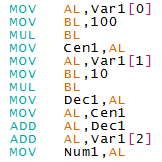 MOV AL,Var1[0]
MOV BL,100
MUL BL
MOV Cen1,AL
MOV AL,Var1[1]
MOV BL,10
MUL BL
MOV Dec1,AL
MOV AL,Cen1
ADD AL,Dec1
ADD AL,Var1[2]
MOV Num1,AL